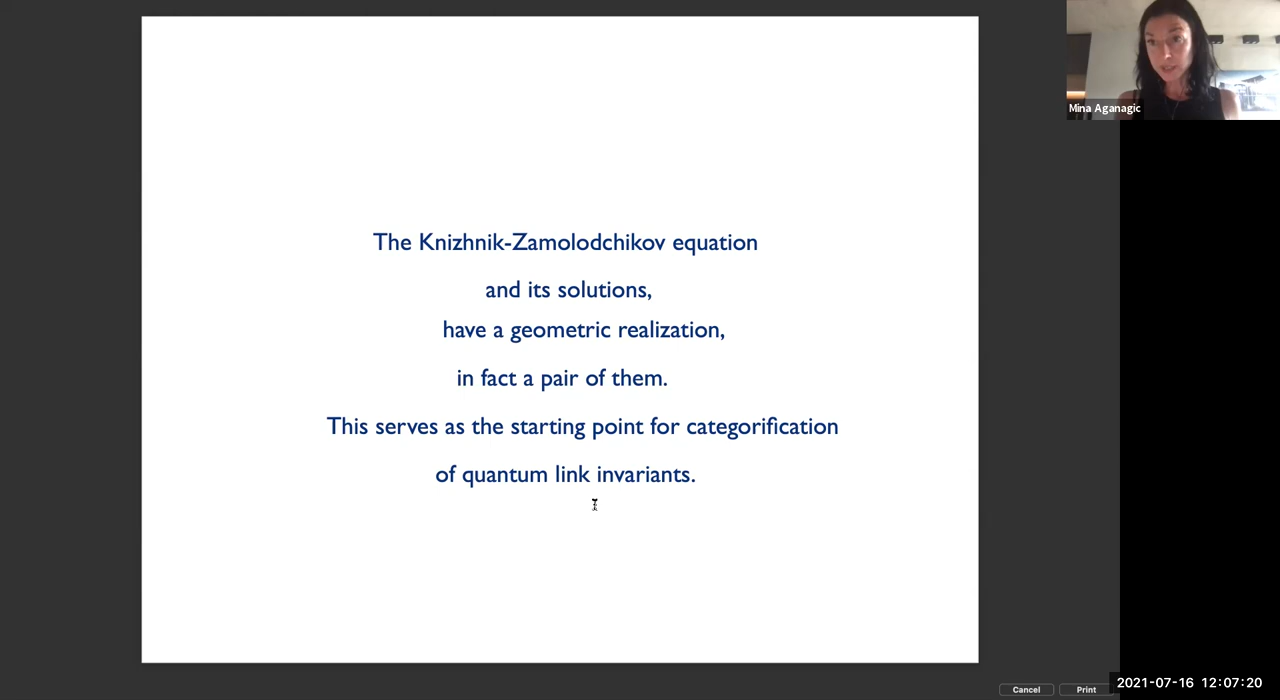 Mina Aganagic
The Knizhnik-Zamolodchikov equation
and its solutions,
have a geometric realization,
in fact a pair of them.
This serves as the starting point for categorification
of quantum link invariants.
Cancel
Print
2021-07-16 12:07:20